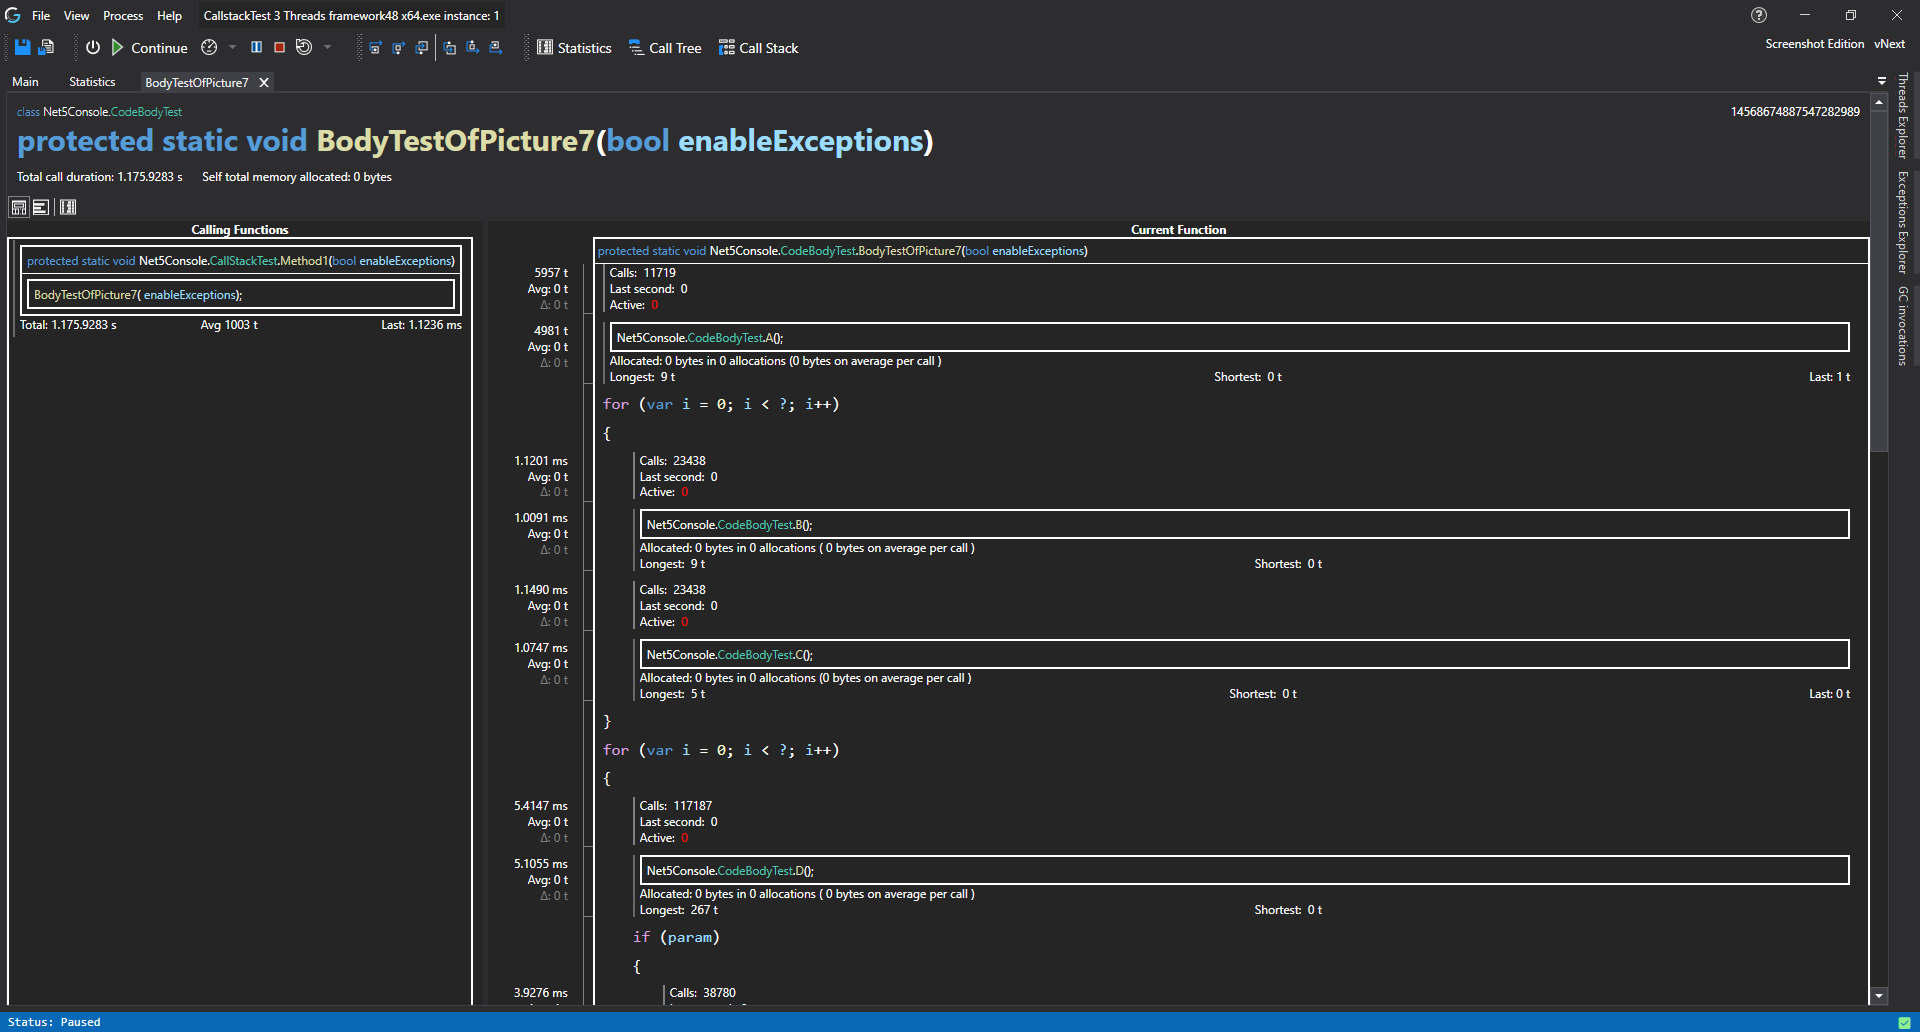 File View Process Help CallstackTest 3 Threads framework48 x64.exe instance: 1
Continue Statistics Call Tree Call Stack Screenshot Edition vNext
Main Statistics BodyTestOfPicture7
class Net5Console.CodeBodyTest 14568674887547282989
protected static void BodyTestOfPicture7(bool enableExceptions)
Total call duration: 1.175.9283 s Self total memory allocated: 0 bytes
Calling Functions
protected static void Net5Console.CallStackTest.Method1(bool enableExceptions)
BodyTestOfPicture7( enableExceptions);
Total: 1.175.9283 s Avg 1003 t Last: 1.1236 ms
Current Function
protected static void Net5Console.CodeBodyTest.BodyTestOfPicture7(bool enableExceptions)
5957 t Calls: 11719
Avg: 0 t Last second: 0
Δ: 0 t Active: 0
4981 t Net5Console.CodeBodyTest.A();
Avg: 0 t
Δ: 0 t Allocated: 0 bytes in 0 allocations (0 bytes on average per call )
Longest: 9 t Shortest: 0 t Last: 1 t
for (var i = 0; i < ?; i++)
{
1.1201 ms Calls: 23438
Avg: 0 t Last second: 0
Δ: 0 t Active: 0
1.0091 ms Net5Console.CodeBodyTest.B();
Avg: 0 t
Δ: 0 t Allocated: 0 bytes in 0 allocations ( 0 bytes on average per call )
Longest: 9 t Shortest: 0 t
1.1490 ms Calls: 23438
Avg: 0 t Last second: 0
Δ: 0 t Active: 0
1.0747 ms Net5Console.CodeBodyTest.C();
Avg: 0 t
Δ: 0 t Allocated: 0 bytes in 0 allocations (0 bytes on average per call )
Longest: 5 t Shortest: 0 t Last: 0 t
}
for (var i = 0; i < ?; i++)
{
5.4147 ms Calls: 117187
Avg: 0 t Last second: 0
Δ: 0 t Active: 0
5.1055 ms Net5Console.CodeBodyTest.D();
Avg: 0 t
Δ: 0 t Allocated: 0 bytes in 0 allocations ( 0 bytes on average per call )
Longest: 267 t Shortest: 0 t
if (param)
{
3.9276 ms Calls: 38780
Threads Explorer
Exceptions Explorer
GC invocations
Status: Paused